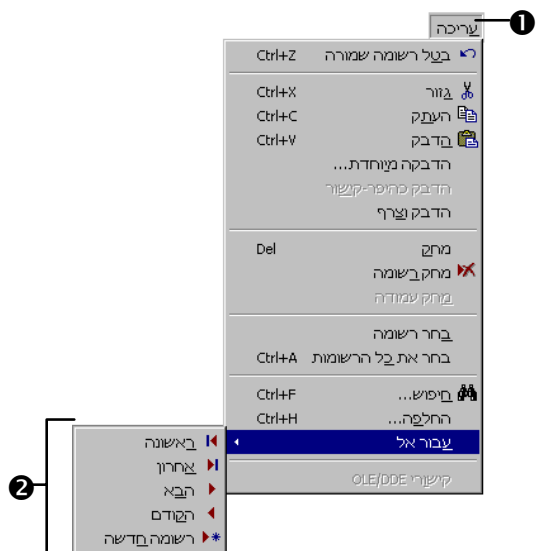 עריכה ❶
בטל רשומה שמורה Ctrl+Z
גזור Ctrl+X
העתק Ctrl+C
הדבק Ctrl+V
הדבקה מיוחדת...
הדבק כהיפר-קישור
הדבק וצרף
מחק Del
מחק רשומה
מחק עמודה
בחר רשומה
בחר את כל הרשומות Ctrl+A
חיפוש... Ctrl+F
החלפה... Ctrl+H
עבור אל
קישורי OLE/DDE
❷
ראשונה
אחרון
הבא
הקודם
רשומה חדשה